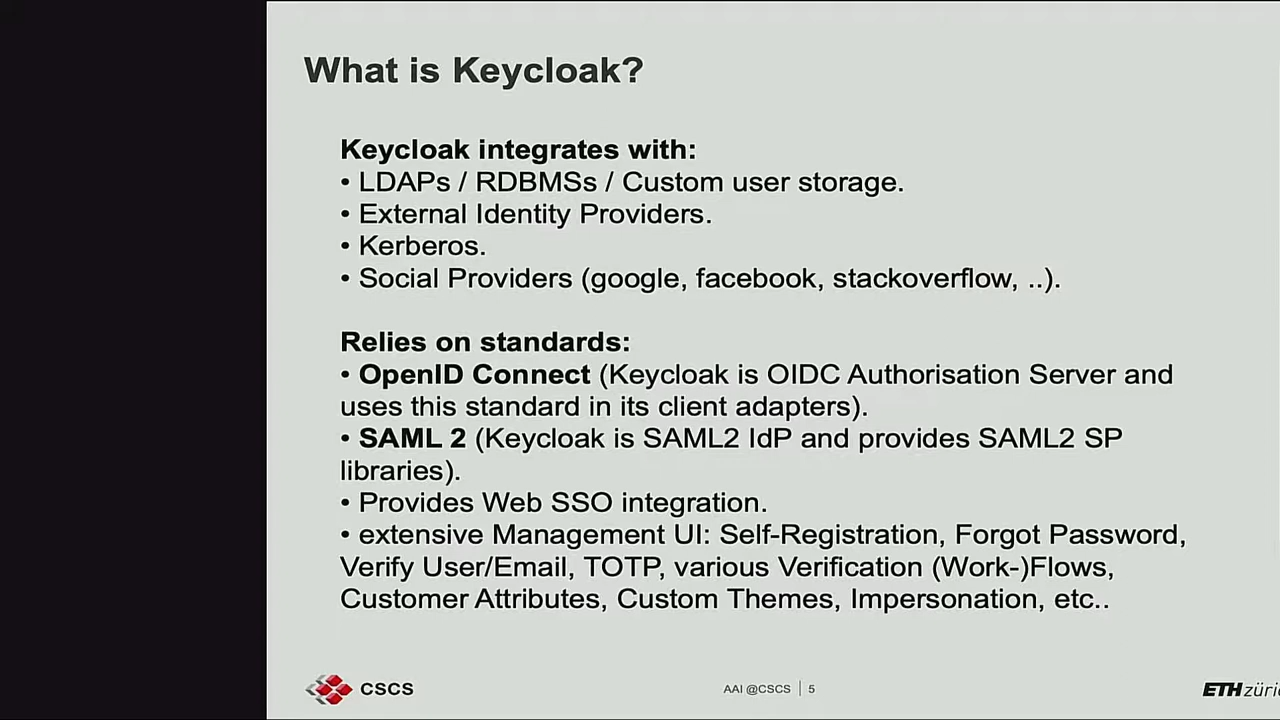 What is Keycloak?
Keycloak integrates with:
• LDAPs / RDBMSs / Custom user storage.
• External Identity Providers.
• Kerberos.
• Social Providers (google, facebook, stackoverflow, ..).
Relies on standards:
• OpenID Connect (Keycloak is OIDC Authorisation Server and
uses this standard in its client adapters).
• SAML 2 (Keycloak is SAML2 IdP and provides SAML2 SP
libraries).
• Provides Web SSO integration.
• extensive Management UI: Self-Registration, Forgot Password,
Verify User/Email, TOTP, various Verification (Work-)Flows,
Customer Attributes, Custom Themes, Impersonation, etc..
CSCS
AAI @CSCS | 5
ETH züri